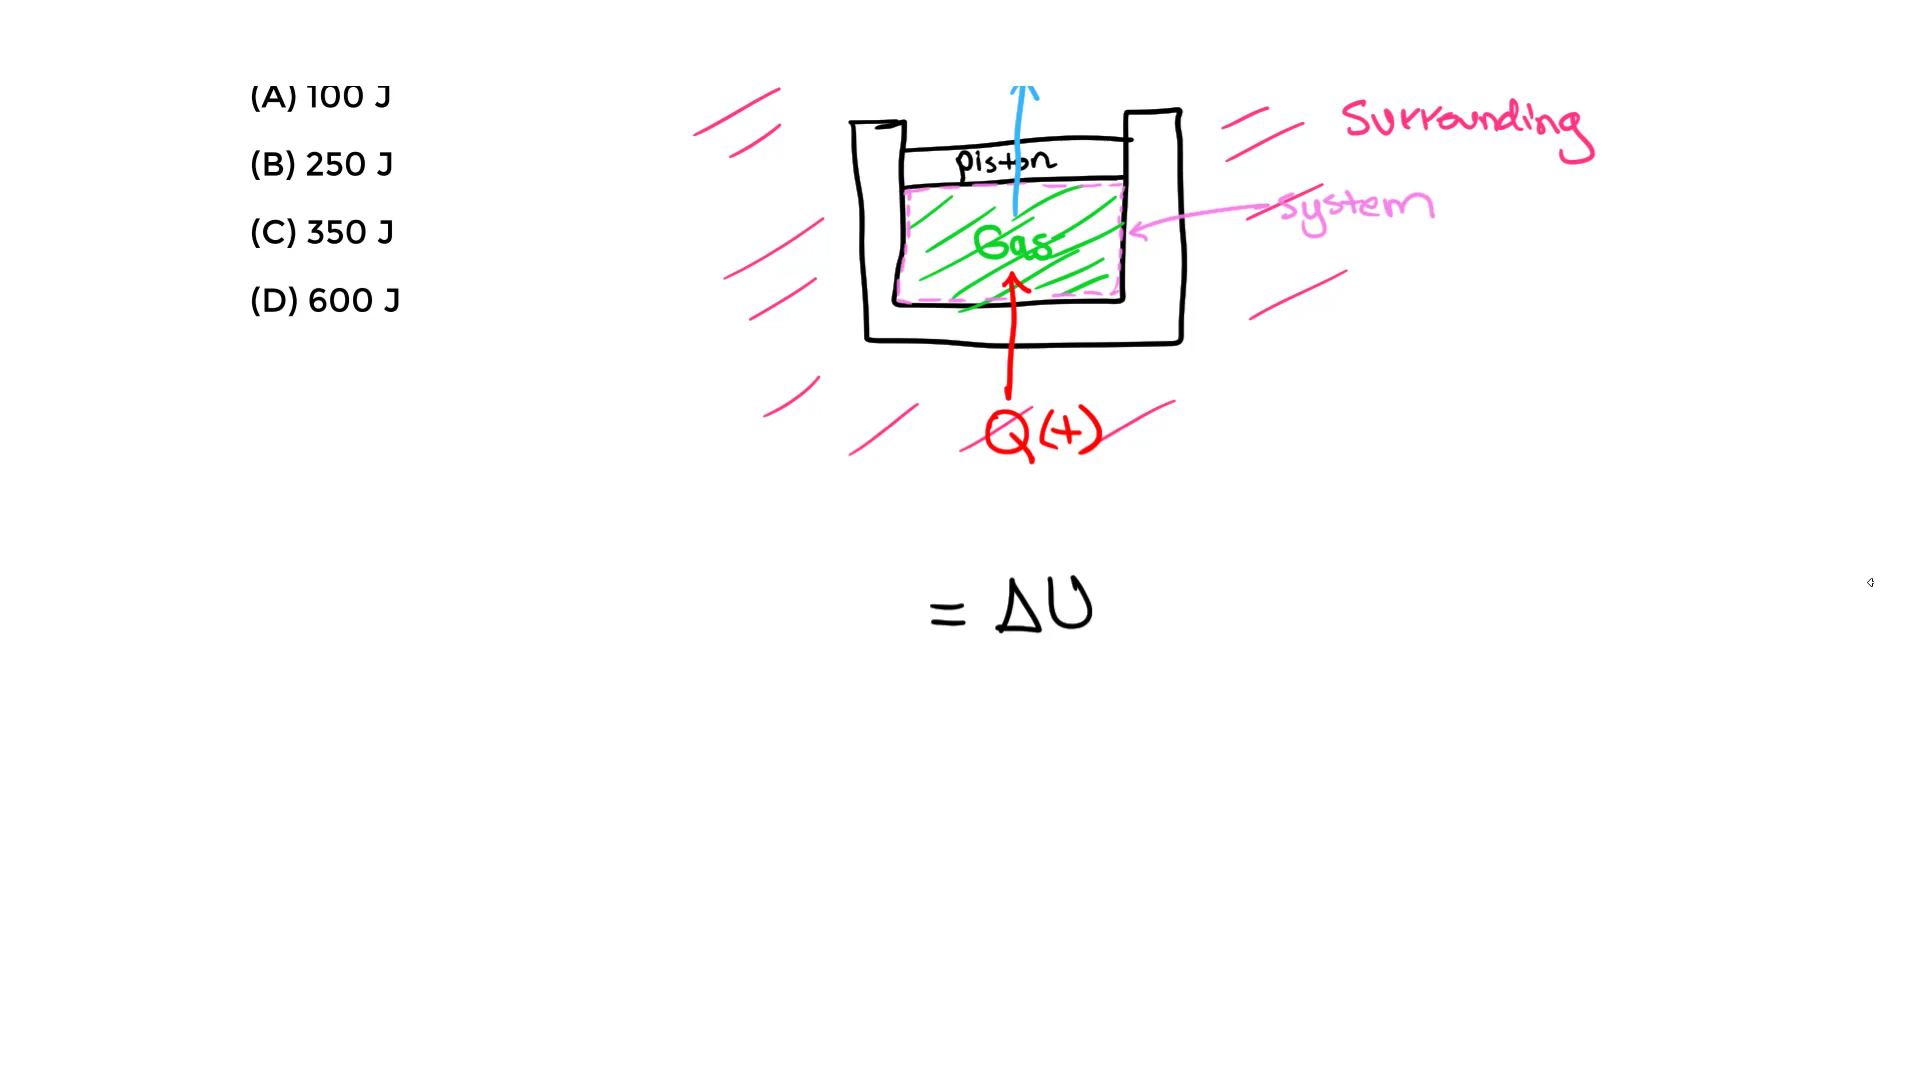 (A) 100 J
(B) 250 J
(C) 350 J
(D) 600 J
Surrounding
piston
system
Gas
Q(+)
= ΔU